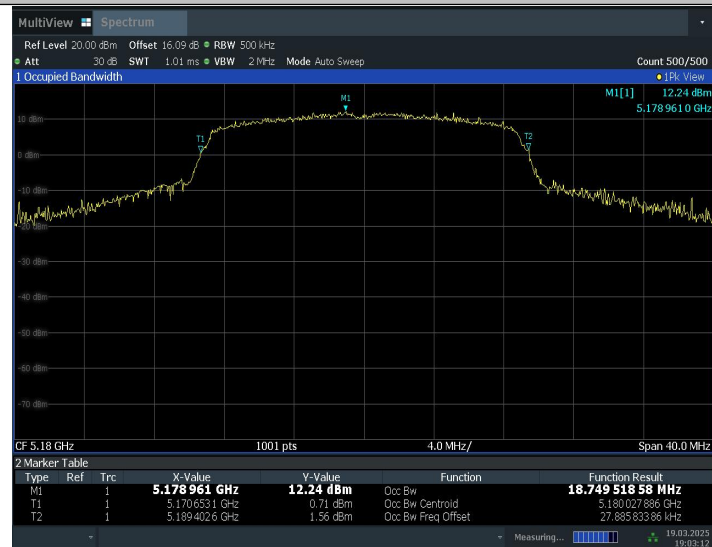 MultiView Spectrum
Ref Level 20.00 dBm Offset 16.09 dB RBW 500 kHz
Att 30 dB SWT 1.01 ms VBW 2 MHz Mode Auto Sweep Count 500/500
1 Occupied Bandwidth 1Pk View
M1[1] 12.24 dBm
5.178 961 0 GHz
M1
10 dBm
T1
T2
0 dBm
-10 dBm
-20 dBm
-30 dBm
-40 dBm
-50 dBm
-60 dBm
-70 dBm
CF 5.18 GHz 1001 pts 4.0 MHz/ Span 40.0 MHz
2 Marker Table
Type Ref Trc X-Value Y-Value Function Function Result
M1 1 5.178 961 GHz 12.24 dBm Occ Bw 18.749 518 58 MHz
T1 1 5.170 653 1 GHz 0.71 dBm Occ Bw Centroid 5.180 027 886 GHz
T2 1 5.189 402 6 GHz 1.56 dBm Occ Bw Freq Offset 27.885 833 86 kHz
Measuring... 19.03.2025
19:03:12